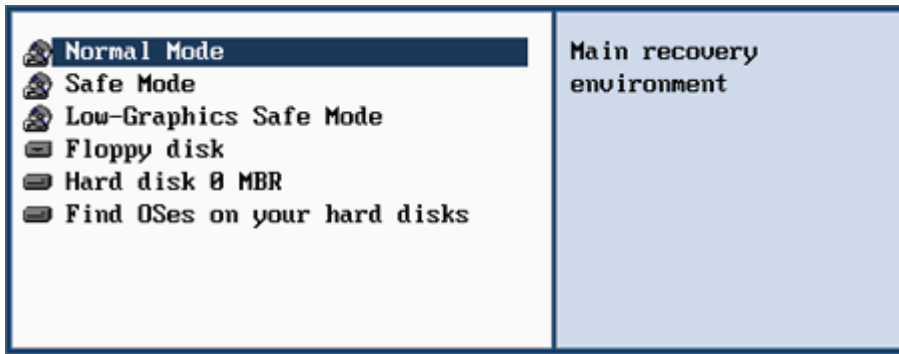 Normal Mode
Safe Mode
Low-Graphics Safe Mode
Floppy disk
Hard disk 0 MBR
Find OSes on your hard disks
Main recovery
environment